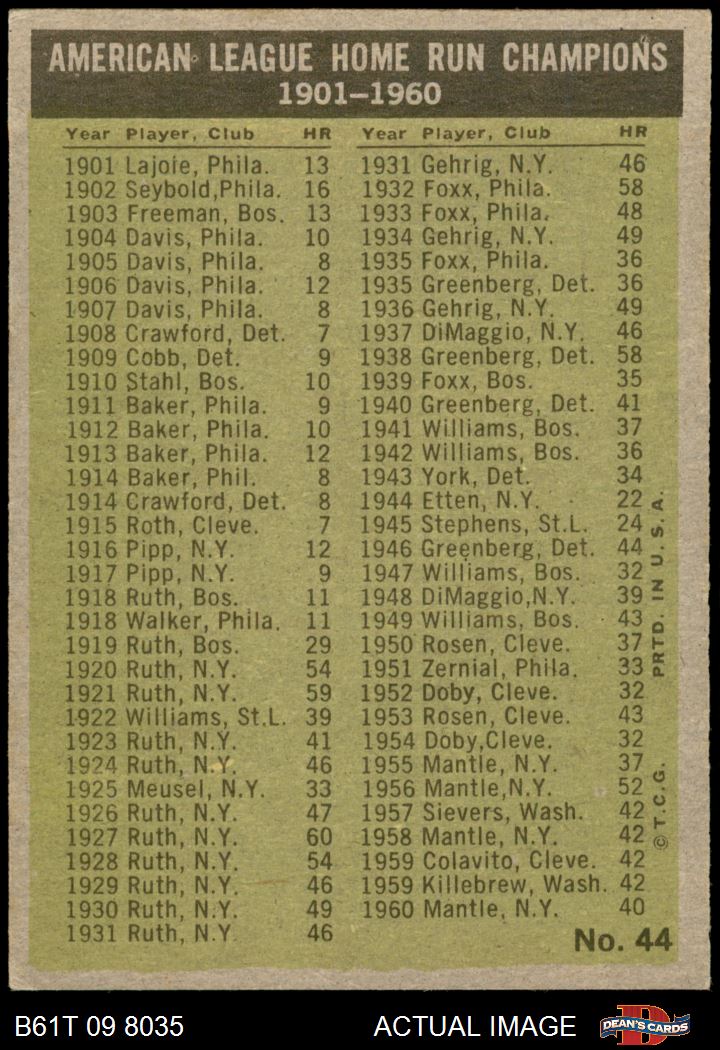 AMERICAN LEAGUE HOME RUN CHAMPIONS
1901–1960
Year Player, Club HR
1901 Lajoie, Phila. 13
1902 Seybold,Phila. 16
1903 Freeman, Bos. 13
1904 Davis, Phila. 10
1905 Davis, Phila. 8
1906 Davis, Phila. 12
1907 Davis, Phila. 8
1908 Crawford, Det. 7
1909 Cobb, Det. 9
1910 Stahl, Bos. 10
1911 Baker, Phila. 9
1912 Baker, Phila. 10
1913 Baker, Phila. 12
1914 Baker, Phil. 8
1914 Crawford, Det. 8
1915 Roth, Cleve. 7
1916 Pipp, N.Y. 12
1917 Pipp, N.Y. 9
1918 Ruth, Bos. 11
1918 Walker, Phila. 11
1919 Ruth, Bos. 29
1920 Ruth, N.Y. 54
1921 Ruth, N.Y. 59
1922 Williams, St.L. 39
1923 Ruth, N.Y. 41
1924 Ruth, N.Y. 46
1925 Meusel, N.Y. 33
1926 Ruth, N.Y. 47
1927 Ruth, N.Y. 60
1928 Ruth, N.Y. 54
1929 Ruth, N.Y. 46
1930 Ruth, N.Y. 49
1931 Ruth, N.Y. 46
Year Player, Club HR
1931 Gehrig, N.Y. 46
1932 Foxx, Phila. 58
1933 Foxx, Phila. 48
1934 Gehrig, N.Y. 49
1935 Foxx, Phila. 36
1935 Greenberg, Det. 36
1936 Gehrig, N.Y. 49
1937 DiMaggio, N.Y. 46
1938 Greenberg, Det. 58
1939 Foxx, Bos. 35
1940 Greenberg, Det. 41
1941 Williams, Bos. 37
1942 Williams, Bos. 36
1943 York, Det. 34
1944 Etten, N.Y. 22
1945 Stephens, St.L. 24
1946 Greenberg, Det. 44
1947 Williams, Bos. 32
1948 DiMaggio,N.Y. 39
1949 Williams, Bos. 43
1950 Rosen, Cleve. 37
1951 Zernial, Phila. 33
1952 Doby, Cleve. 32
1953 Rosen, Cleve. 43
1954 Doby,Cleve. 32
1955 Mantle, N.Y. 37
1956 Mantle,N.Y. 52
1957 Sievers, Wash. 42
1958 Mantle, N.Y. 42
1959 Colavito, Cleve. 42
1959 Killebrew, Wash. 42
1960 Mantle, N.Y. 40
No. 44
© T.C.G. PRTD. IN U. S. A.
B61T 09 8035 ACTUAL IMAGE
D
DEAN'S CARDS